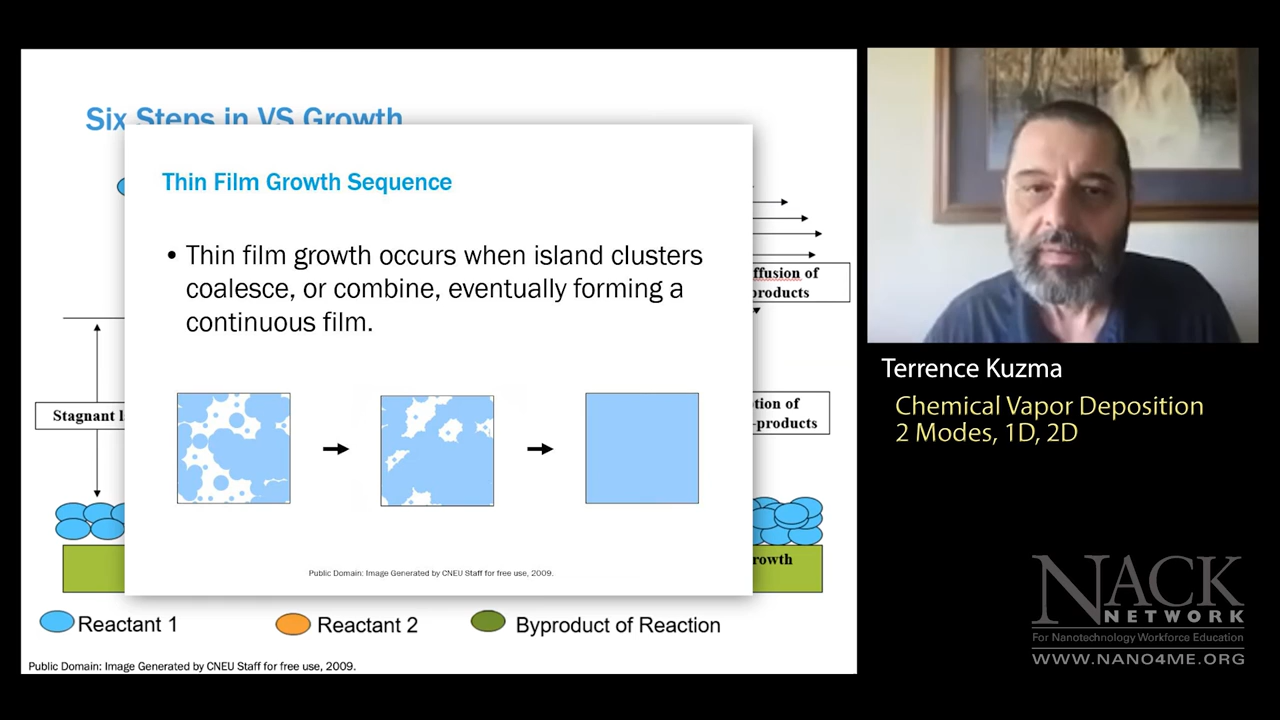 Six Steps in VS Growth
Thin Film Growth Sequence
• Thin film growth occurs when island clusters
coalesce, or combine, eventually forming a
continuous film.
Public Domain: Image Generated by CNEU Staff for free use, 2009.
ffusion of
products
Stagnant l
tion of
-products
rowth
Reactant 1
Reactant 2
Byproduct of Reaction
Public Domain: Image Generated by CNEU Staff for free use, 2009.
Terrence Kuzma
Chemical Vapor Deposition
2 Modes, 1D, 2D
NACK
NETWORK
For Nanotechnology Workforce Education
WWW.NANO4ME.ORG